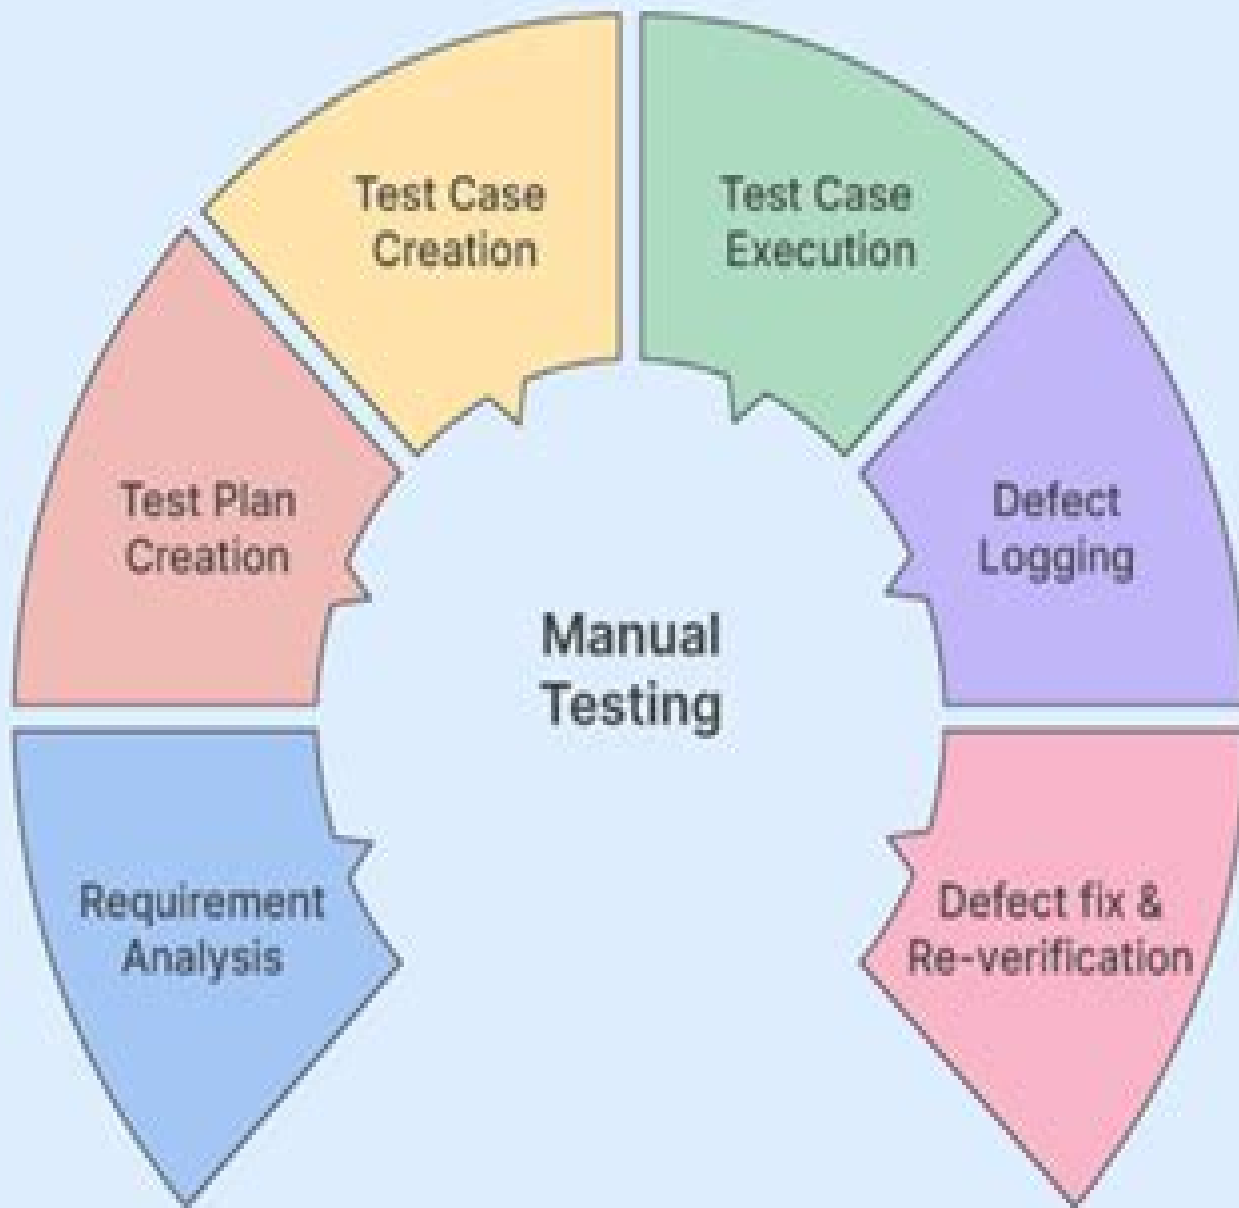 Test Case
Creation
Test Case
Execution
Test Plan
Creation
Defect
Logging
Manual
Testing
Requirement
Analysis
Defect fix &
Re-verification